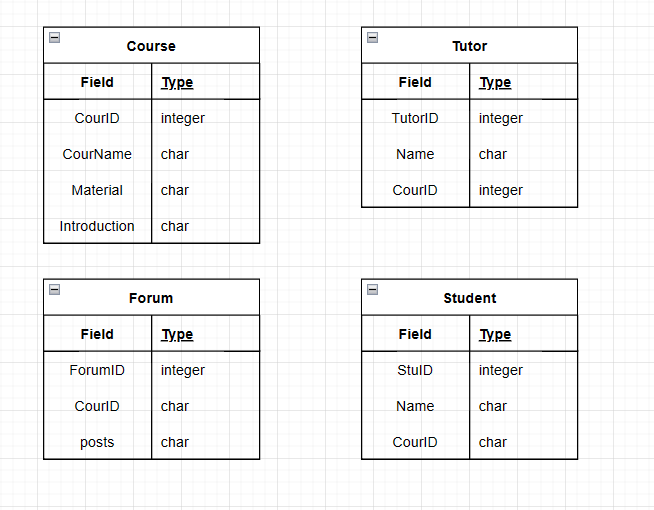 Course
Field Type
CourID integer
CourName char
Material char
Introduction char
Tutor
Field Type
TutorID integer
Name char
CourID integer
Forum
Field Type
ForumID integer
CourID char
posts char
Student
Field Type
StuID integer
Name char
CourID char